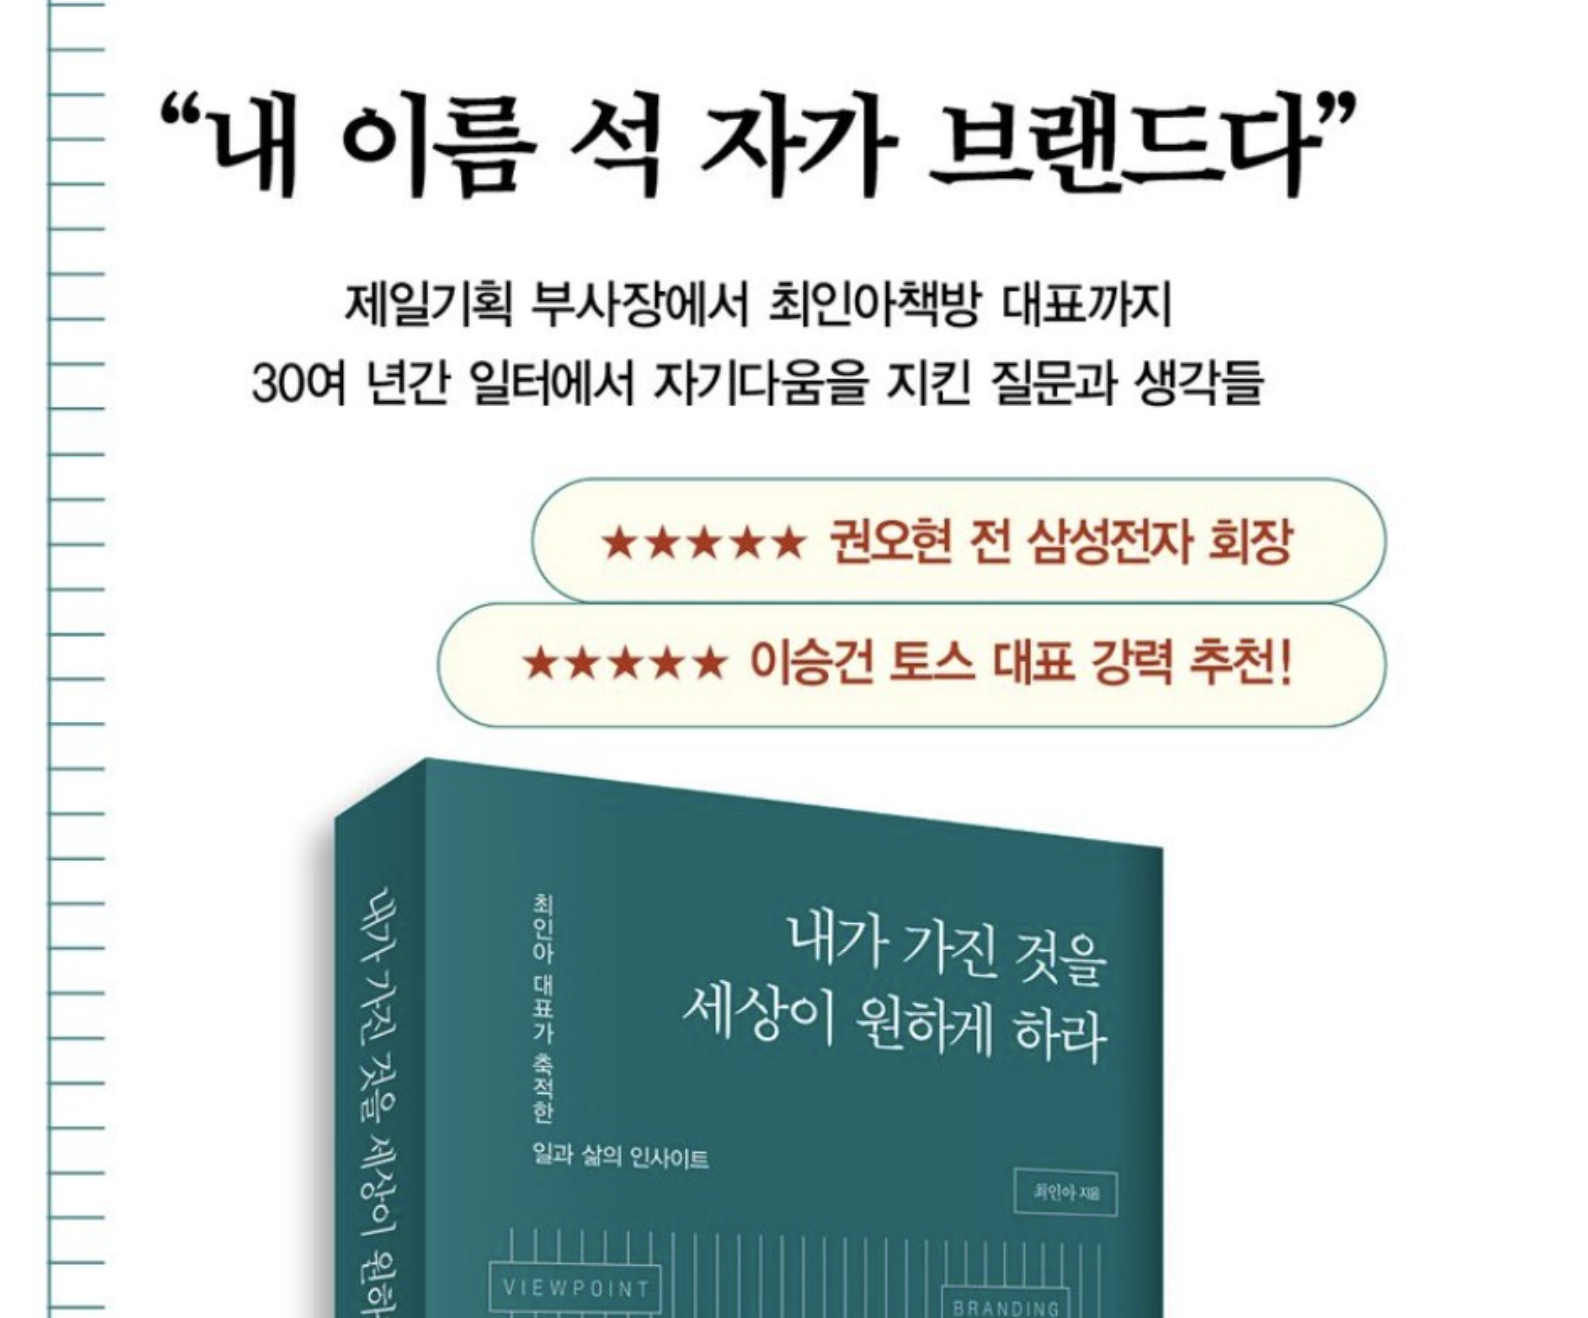 “내 이름 석 자가 브랜드다”
제일기획 부사장에서 최인아책방 대표까지
30여 년간 일터에서 자기다움을 지킨 질문과 생각들
★★★★★ 권오현 전 삼성전자 회장
★★★★★ 이승건 토스 대표 강력 추천!
내가 가진 것을 세상이 원하
최인아 대표가 축적한
일과 삶의 인사이트
내가 가진 것을
세상이 원하게 하라
최인아 지음
VIEWPOINT
BRANDING